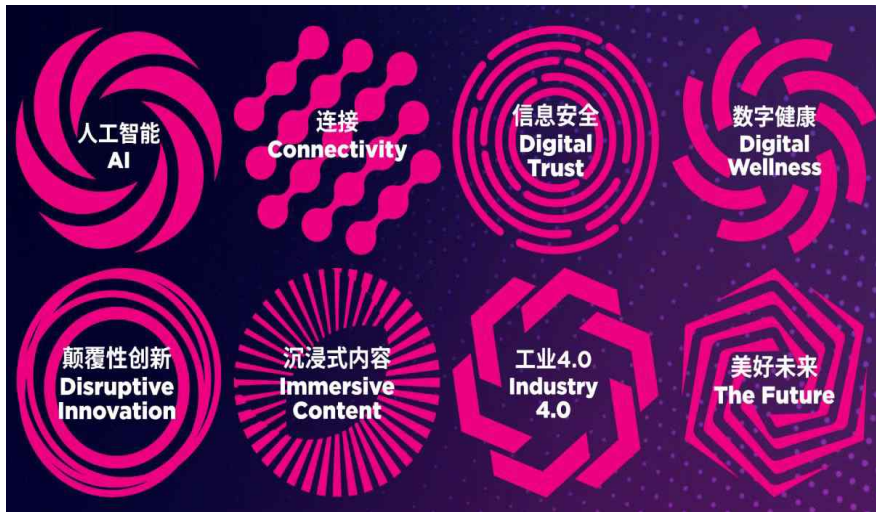 人工智能
AI
连接
Connectivity
信息安全
Digital
Trust
数字健康
Digital
Wellness
颠覆性创新
Disruptive
Innovation
沉浸式内容
Immersive
Content
工业4.0
Industry
4.0
美好未来
The Future